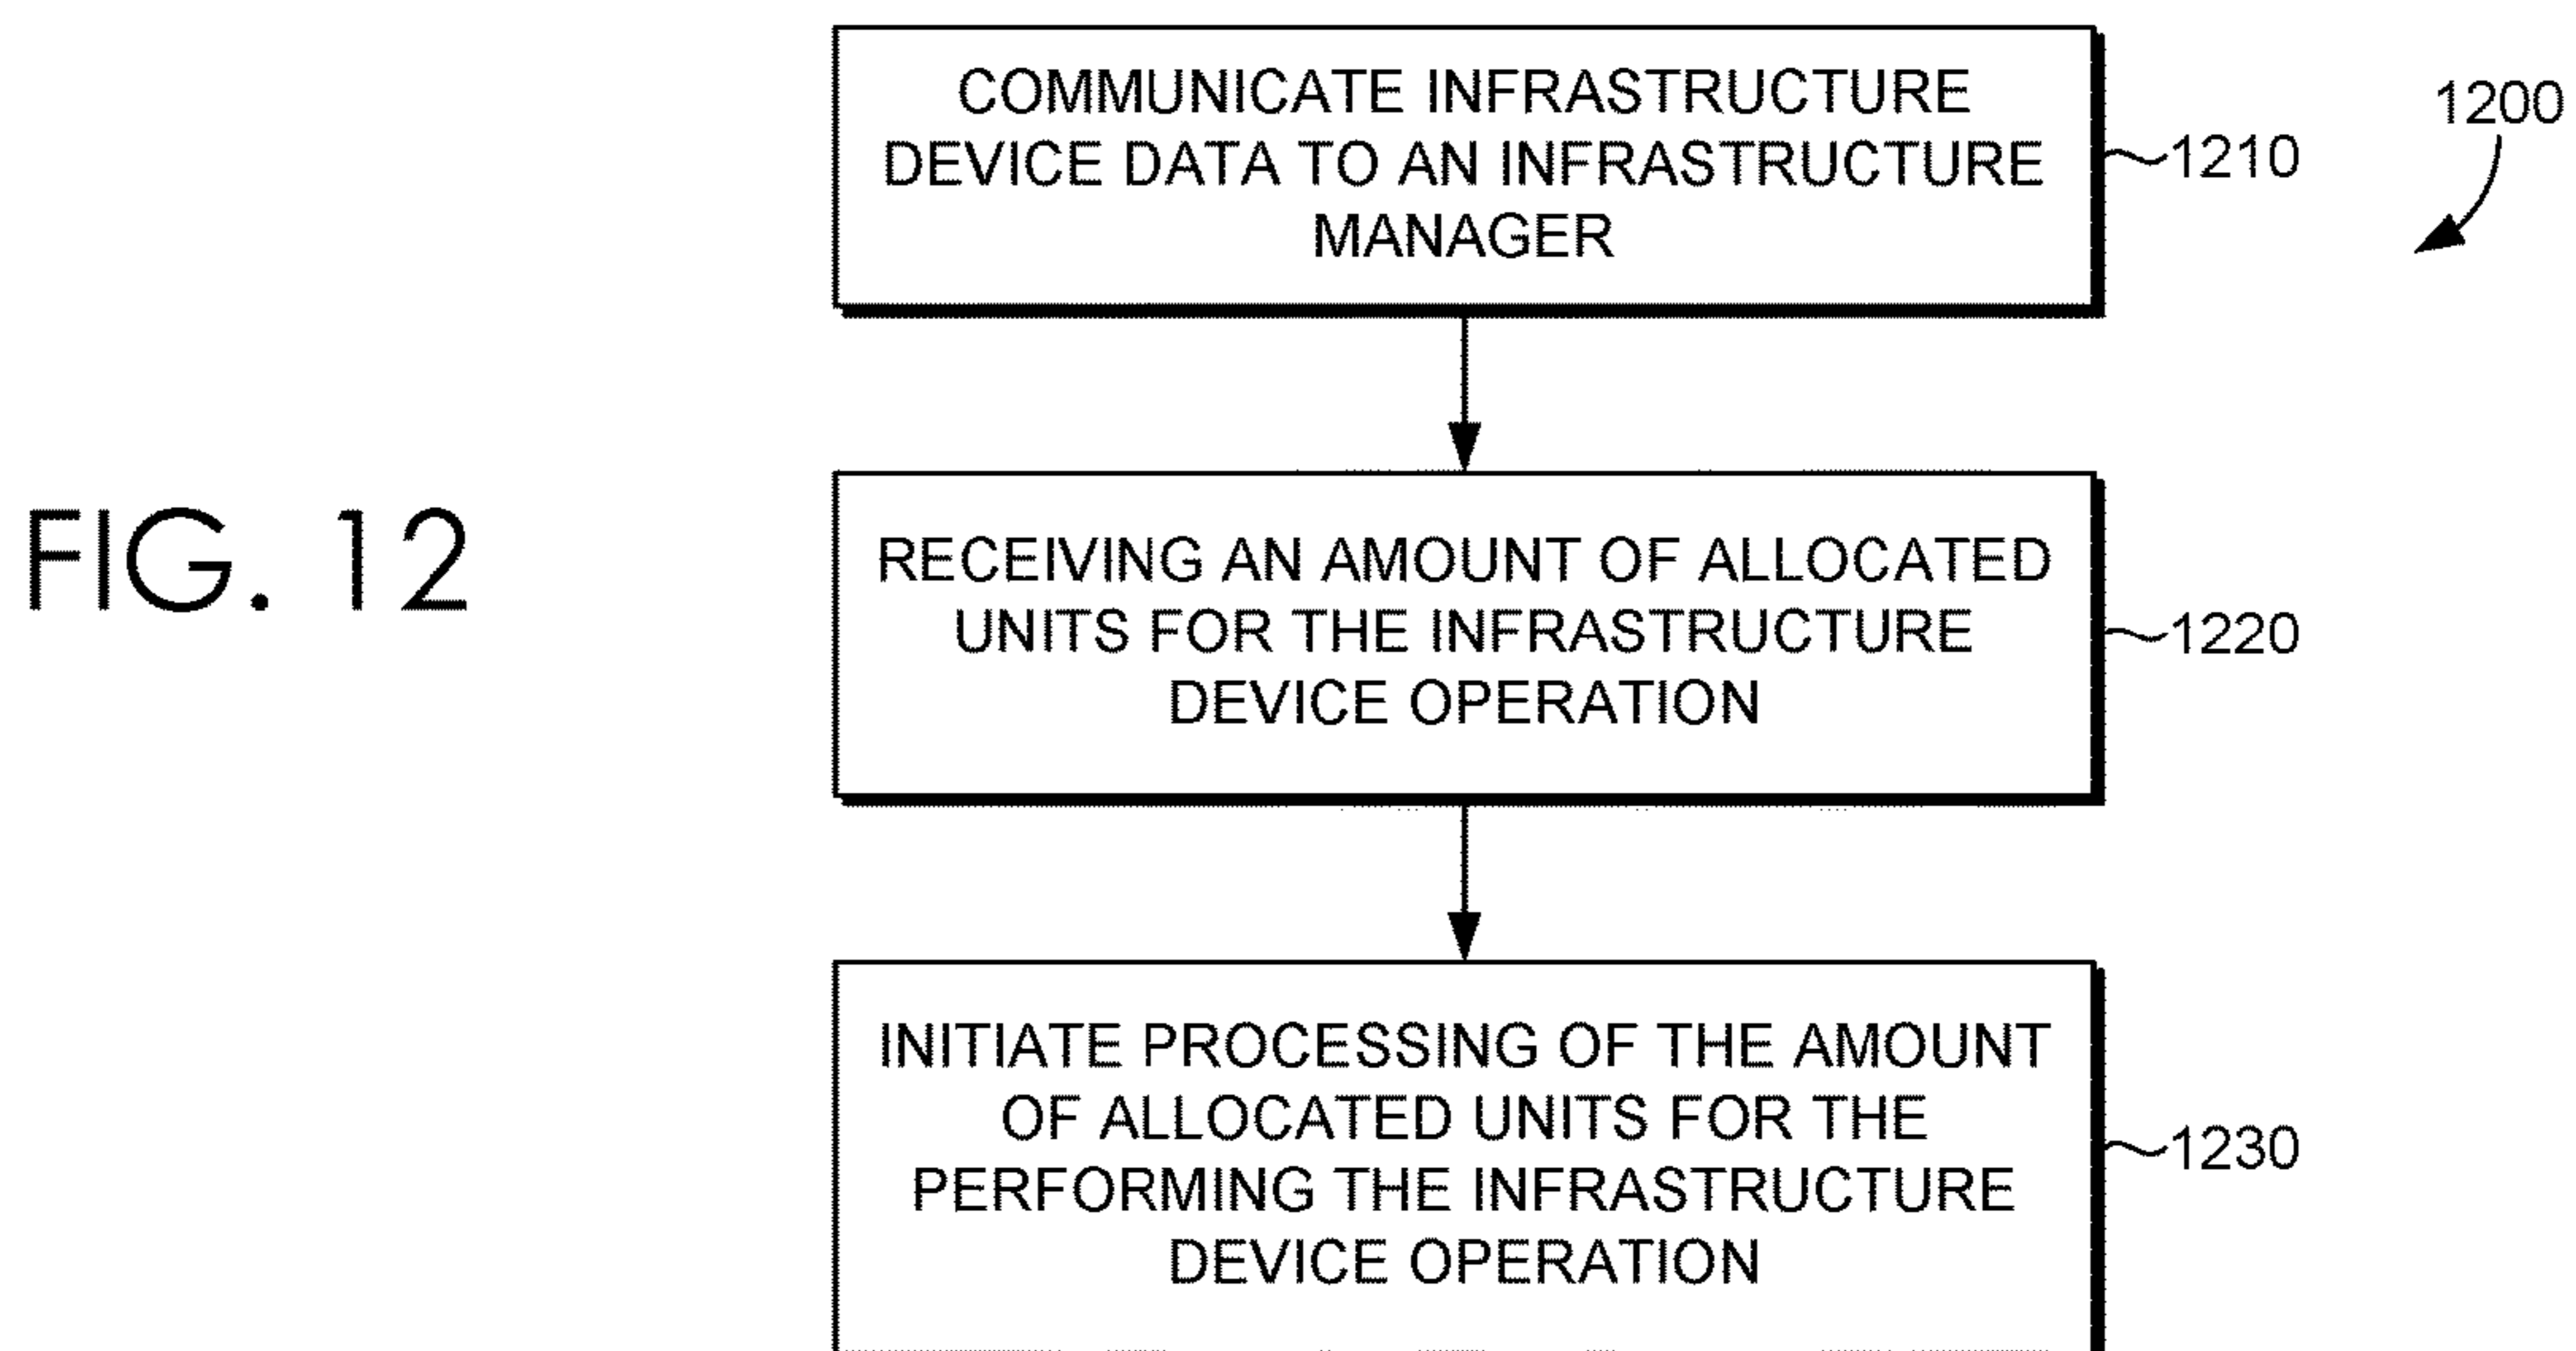 COMMUNICATE INFRASTRUCTURE
DEVICE DATA TO AN INFRASTRUCTURE
MANAGER
1210
1200
FIG. 12
RECEIVING AN AMOUNT OF ALLOCATED
UNITS FOR THE INFRASTRUCTURE
DEVICE OPERATION
1220
INITIATE PROCESSING OF THE AMOUNT
OF ALLOCATED UNITS FOR THE
PERFORMING THE INFRASTRUCTURE
DEVICE OPERATION
1230